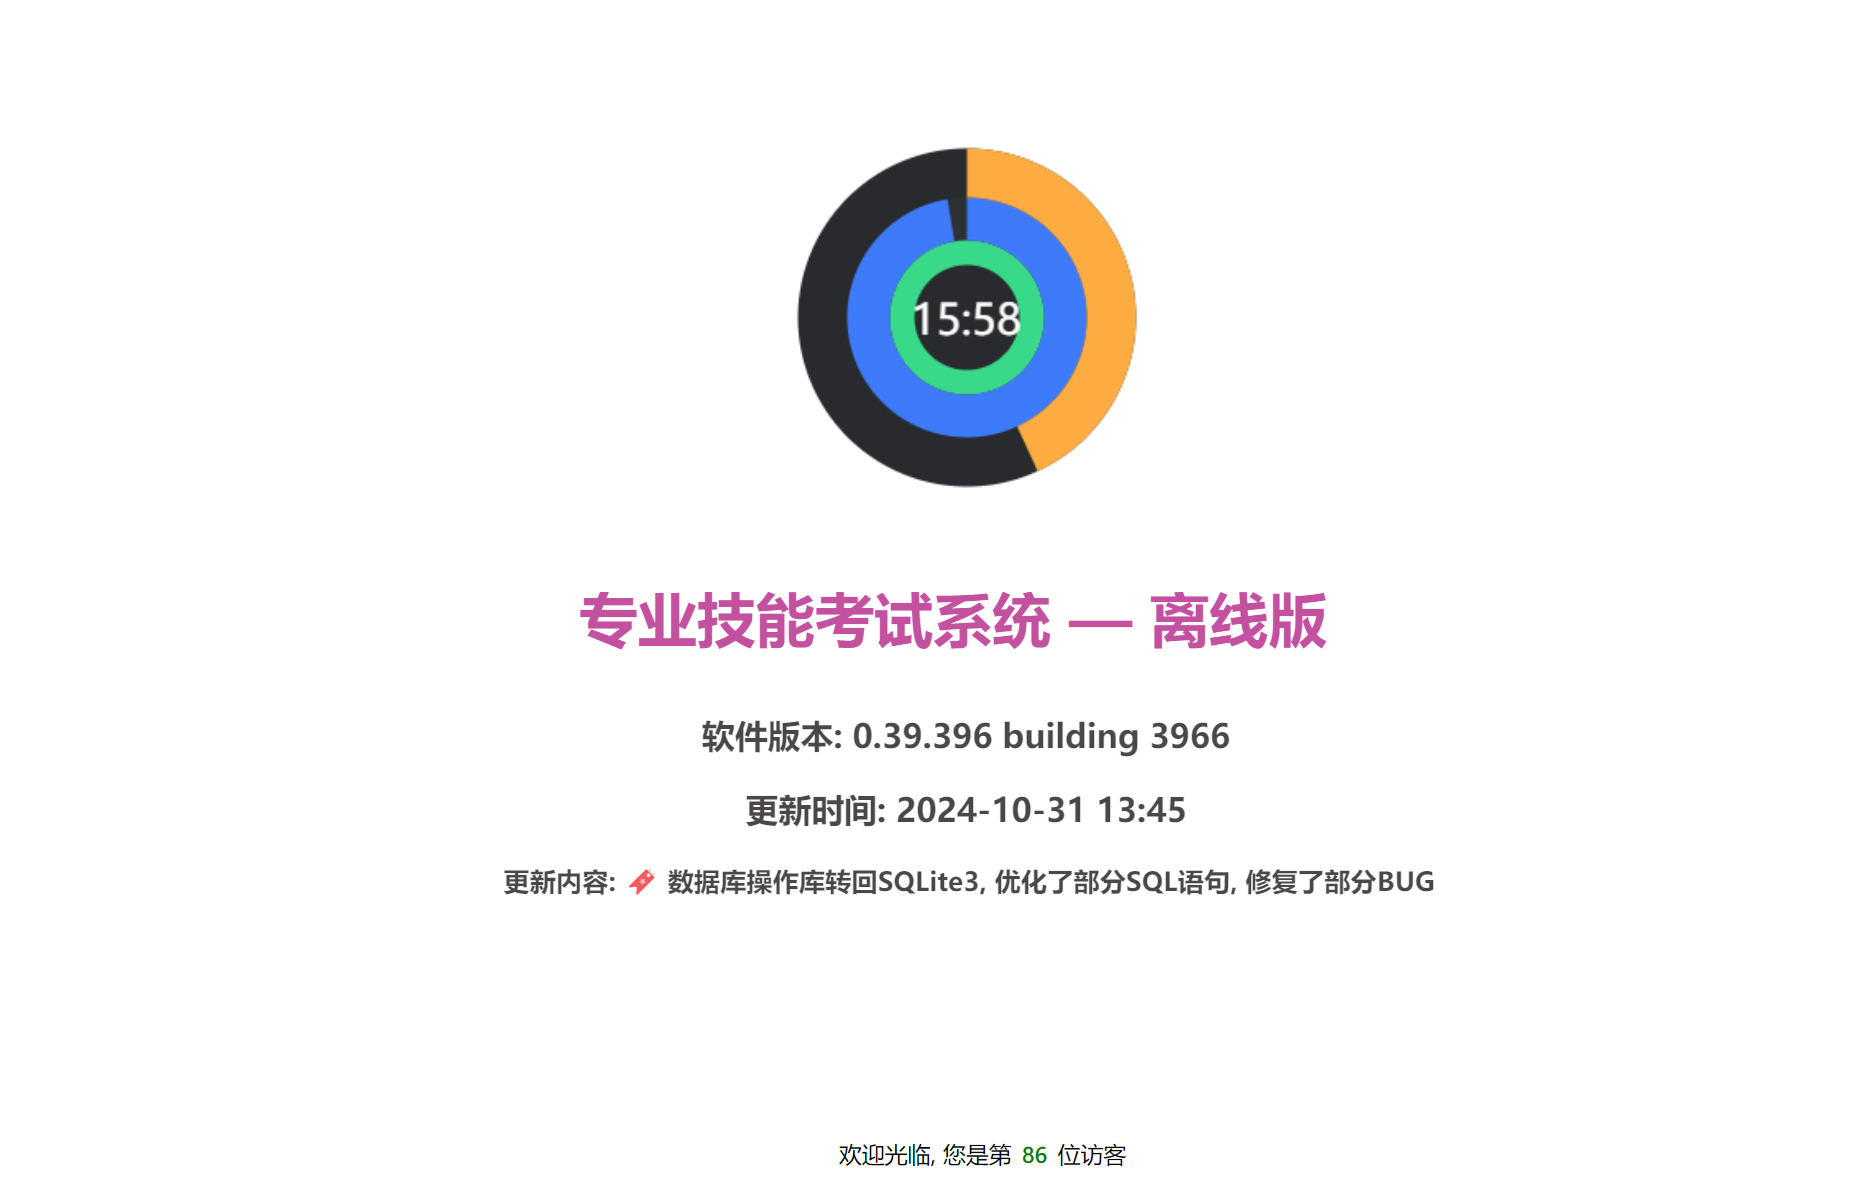 15:58
专业技能考试系统 — 离线版
软件版本: 0.39.396 building 3966
更新时间: 2024-10-31 13:45
更新内容: 数据库操作库转回SQLite3, 优化了部分SQL语句, 修复了部分BUG
欢迎光临, 您是第 86 位访客